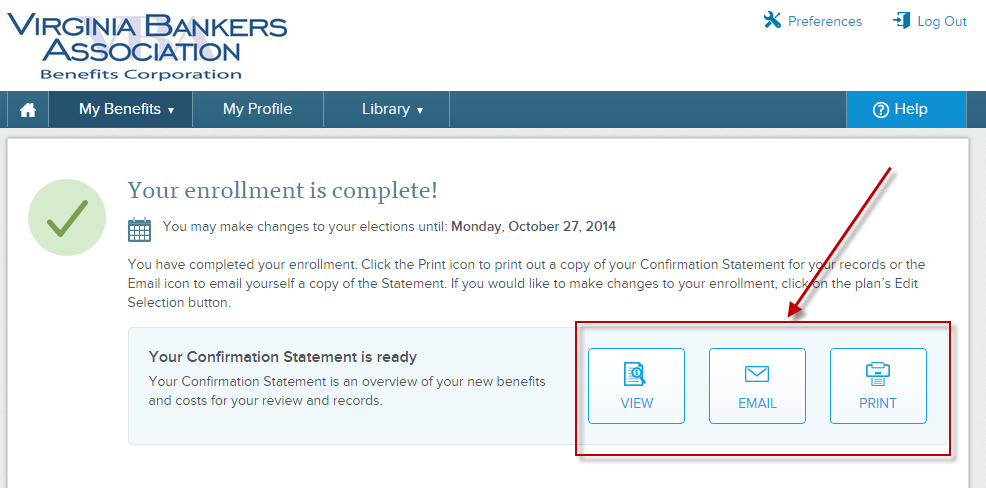 VIRGINIA BANKERS
ASSOCIATION
Benefits Corporation
Preferences
Log Out
My Benefits ▾
My Profile
Library ▾
Help
Your enrollment is complete!
You may make changes to your elections until: Monday, October 27, 2014
You have completed your enrollment. Click the Print icon to print out a copy of your Confirmation Statement for your records or the
Email icon to email yourself a copy of the Statement. If you would like to make changes to your enrollment, click on the plan's Edit
Selection button.
Your Confirmation Statement is ready
Your Confirmation Statement is an overview of your new benefits
and costs for your review and records.
VIEW
EMAIL
PRINT